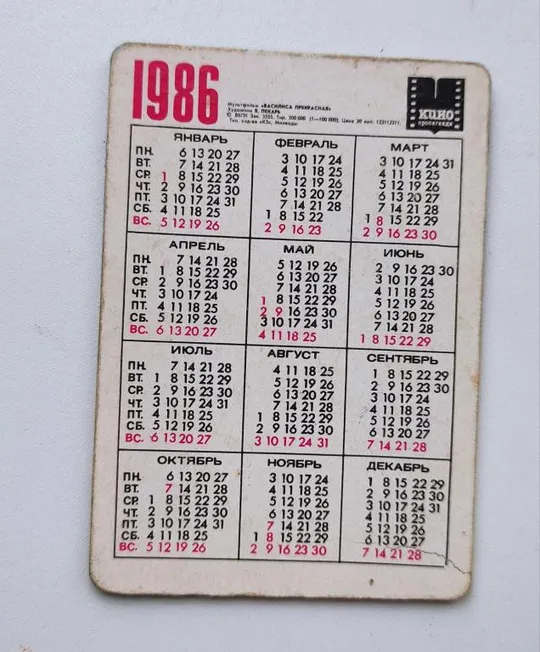 1986
Мультфильм «ВАСИЛИСА ПРЕКРАСНАЯ»
Художник В. ПЕКАРЬ
Цена 30 коп.
Тип. изд-ва «КЗ», Минводы
КИНО
пропаганда
ЯНВАРЬ
ПН. 6 13 20 27
ВТ. 7 14 21 28
СР. 1 8 15 22 29
ЧТ. 2 9 16 23 30
ПТ. 3 10 17 24 31
СБ. 4 11 18 25
ВС. 5 12 19 26
ФЕВРАЛЬ
3 10 17 24
4 11 18 25
5 12 19 26
6 13 20 27
7 14 21 28
1 8 15 22
2 9 16 23
МАРТ
3 10 17 24 31
4 11 18 25
5 12 19 26
6 13 20 27
7 14 21 28
1 8 15 22 29
2 9 16 23 30
АПРЕЛЬ
ПН. 7 14 21 28
ВТ. 1 8 15 22 29
СР. 2 9 16 23 30
ЧТ. 3 10 17 24
ПТ. 4 11 18 25
СБ. 5 12 19 26
ВС. 6 13 20 27
МАЙ
5 12 19 26
6 13 20 27
7 14 21 28
1 8 15 22 29
2 9 16 23 30
3 10 17 24 31
4 11 18 25
ИЮНЬ
2 9 16 23 30
3 10 17 24
4 11 18 25
5 12 19 26
6 13 20 27
7 14 21 28
1 8 15 22 29
ИЮЛЬ
ПН. 7 14 21 28
ВТ. 1 8 15 22 29
СР. 2 9 16 23 30
ЧТ. 3 10 17 24 31
ПТ. 4 11 18 25
СБ. 5 12 19 26
ВС. 6 13 20 27
АВГУСТ
4 11 18 25
5 12 19 26
6 13 20 27
7 14 21 28
1 8 15 22 29
2 9 16 23 30
3 10 17 24 31
СЕНТЯБРЬ
1 8 15 22 29
2 9 16 23 30
3 10 17 24
4 11 18 25
5 12 19 26
6 13 20 27
7 14 21 28
ОКТЯБРЬ
ПН. 6 13 20 27
ВТ. 7 14 21 28
СР. 1 8 15 22 29
ЧТ. 2 9 16 23 30
ПТ. 3 10 17 24 31
СБ. 4 11 18 25
ВС. 5 12 19 26
НОЯБРЬ
3 10 17 24
4 11 18 25
5 12 19 26
6 13 20 27
7 14 21 28
1 8 15 22 29
2 9 16 23 30
ДЕКАБРЬ
1 8 15 22 29
2 9 16 23 30
3 10 17 24 31
4 11 18 25
5 12 19 26
6 13 20 27
7 14 21 28